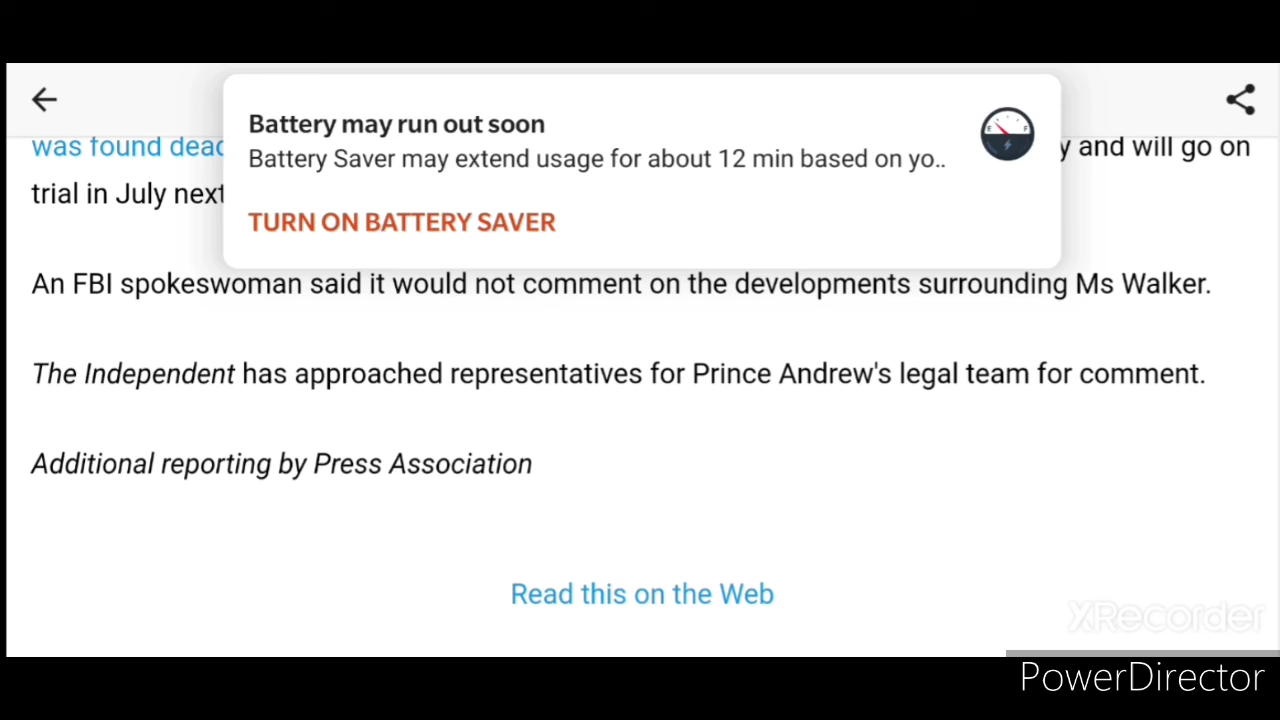 Battery may run out soon
Battery Saver may extend usage for about 12 min based on yo..
TURN ON BATTERY SAVER
was found dead y and will go on
trial in July next
An FBI spokeswoman said it would not comment on the developments surrounding Ms Walker.
The Independent has approached representatives for Prince Andrew's legal team for comment.
Additional reporting by Press Association
Read this on the Web
XRecorder
PowerDirector